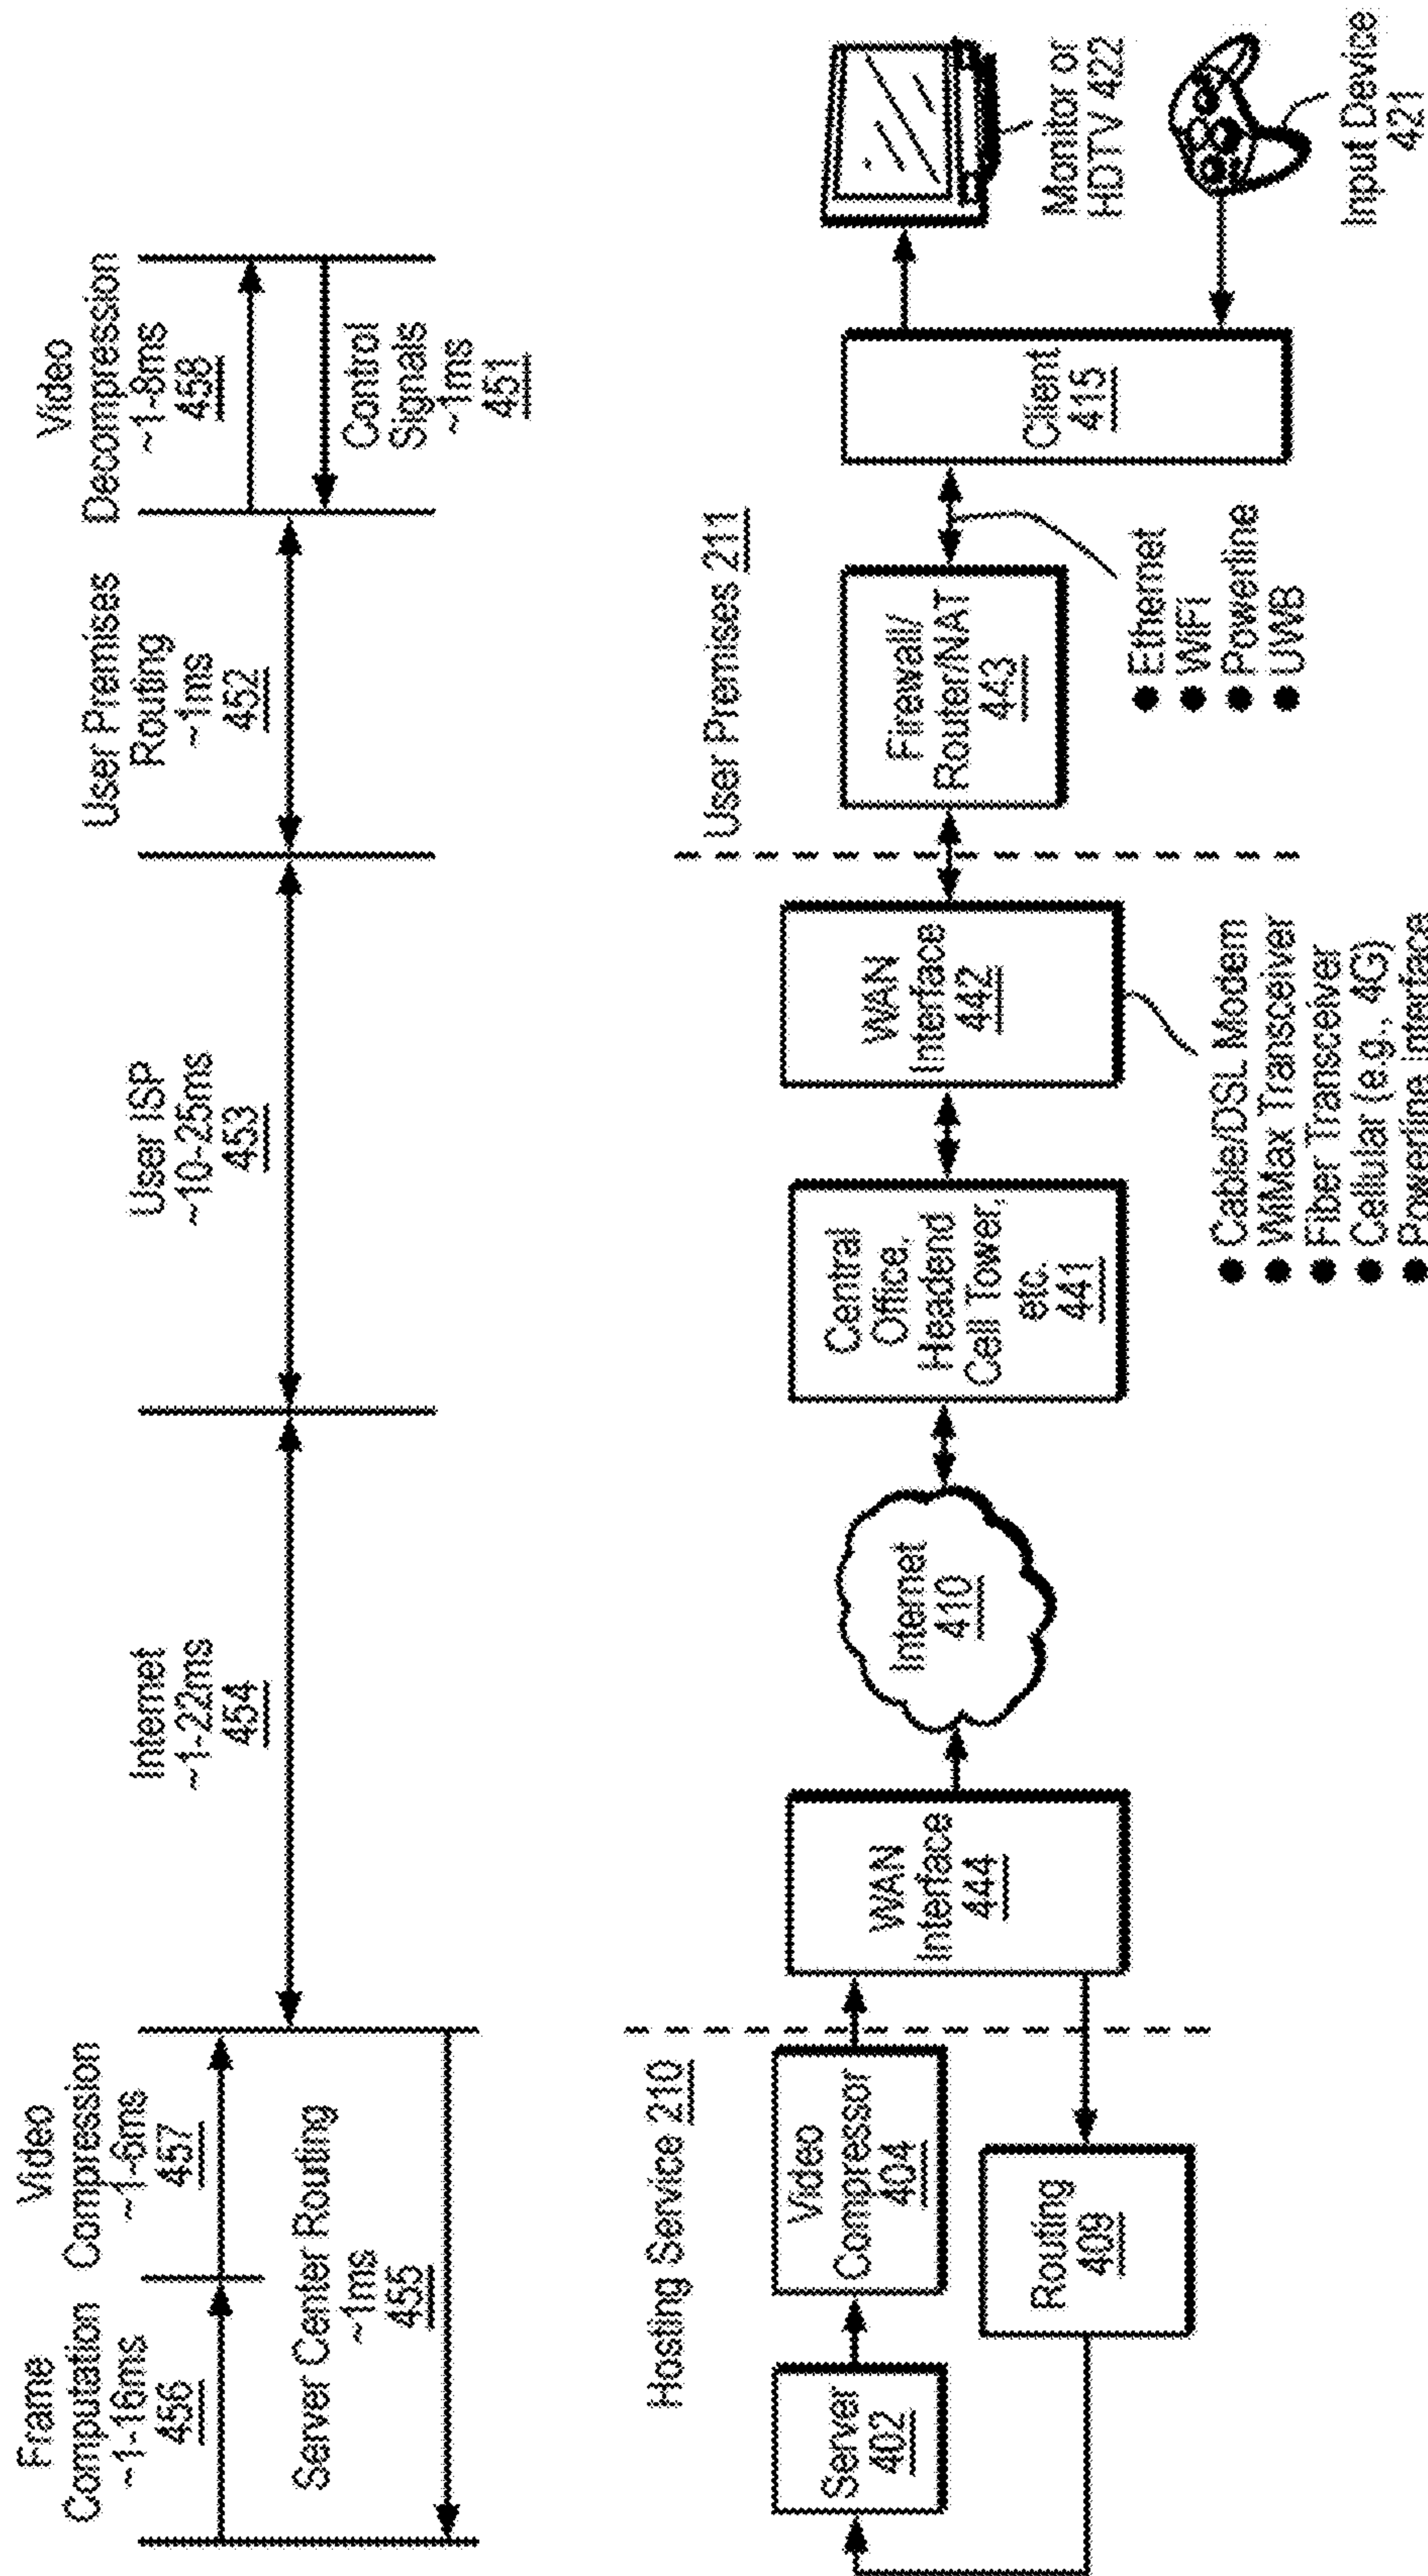 Frame
Computation
~1-16ms
456
Video
Compression
~1-6ms
457
Server Center Routing
~1ms
455
Internet
~1-22ms
454
User ISP
~10-25ms
453
User Premises
Routing
~1ms
452
Video
Decompression
~1-8ms
458
Control
Signals
~1ms
451
Hosting Service 210
Server
402
Video
Compressor
404
Routing
409
WAN
Interface
444
Internet
410
Central
Office,
Headend
Cell Tower,
etc.
441
WAN
Interface
442
● Cable/DSL Modem
● WiMax Transceiver
● Fiber Transceiver
● Cellular (e.g., 4G)
● Powerline Interface
User Premises 211
Firewall/
Router/NAT
443
● Ethernet
● WiFi
● Powerline
● UWB
Client
415
Monitor or
HDTV 422
Input Device
421